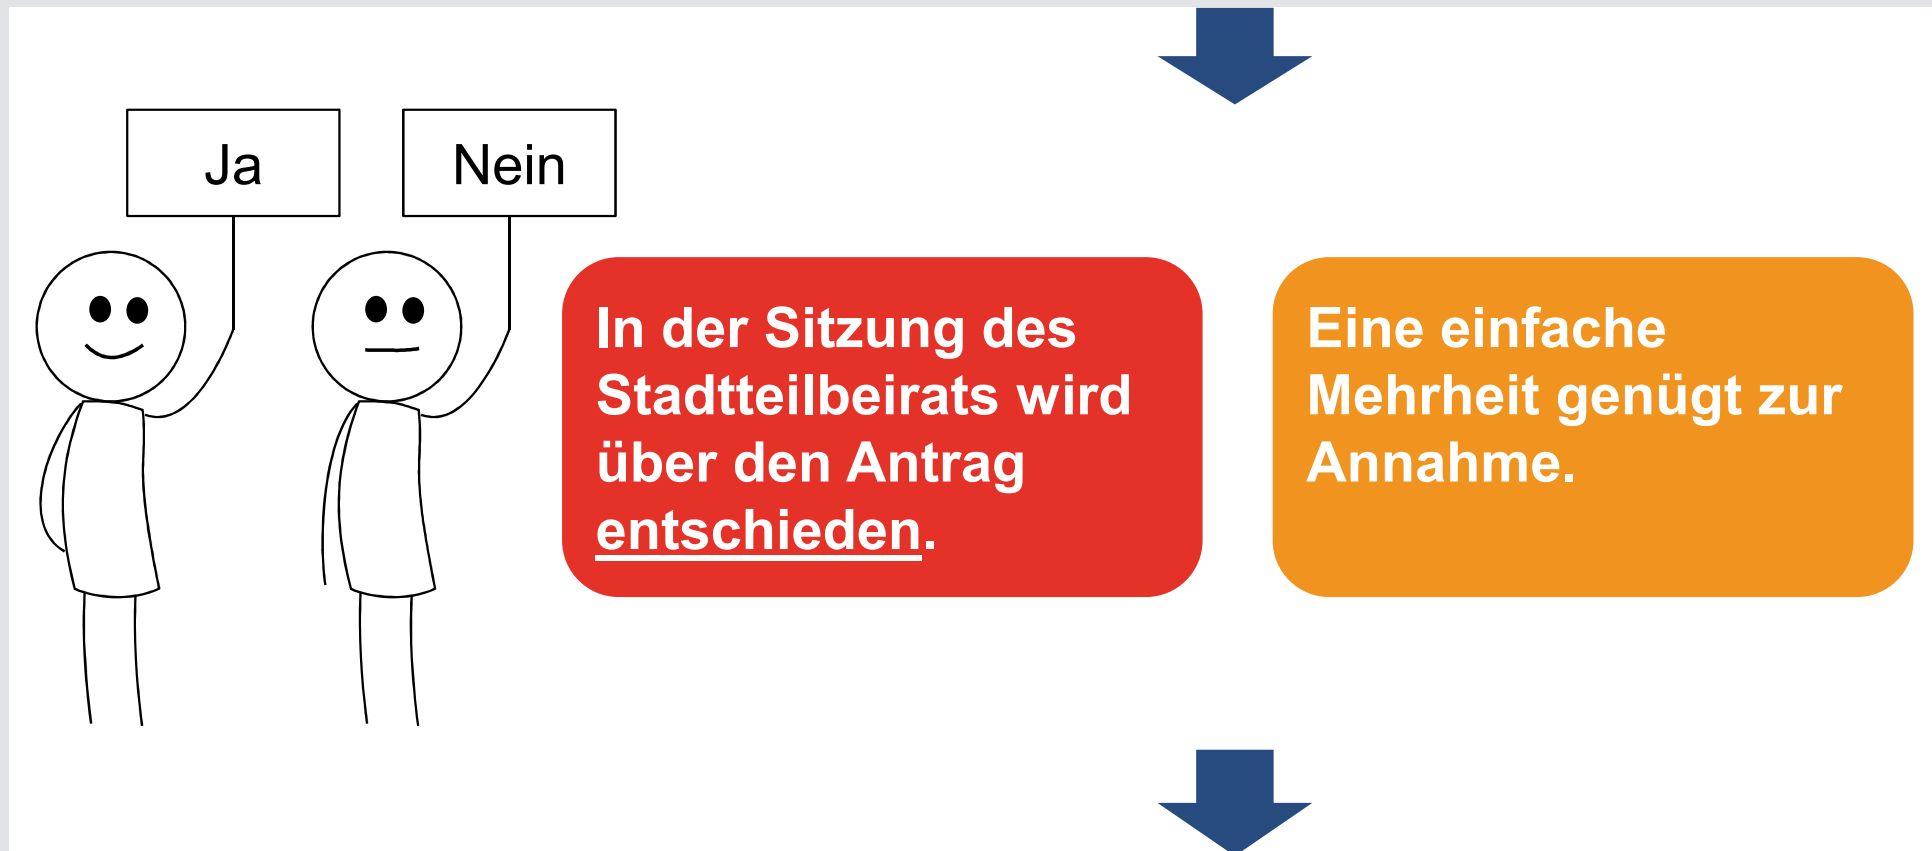 Ja
Nein
In der Sitzung des
Stadtteilbeirats wird
über den Antrag
entschieden.
Eine einfache
Mehrheit genügt zur
Annahme.